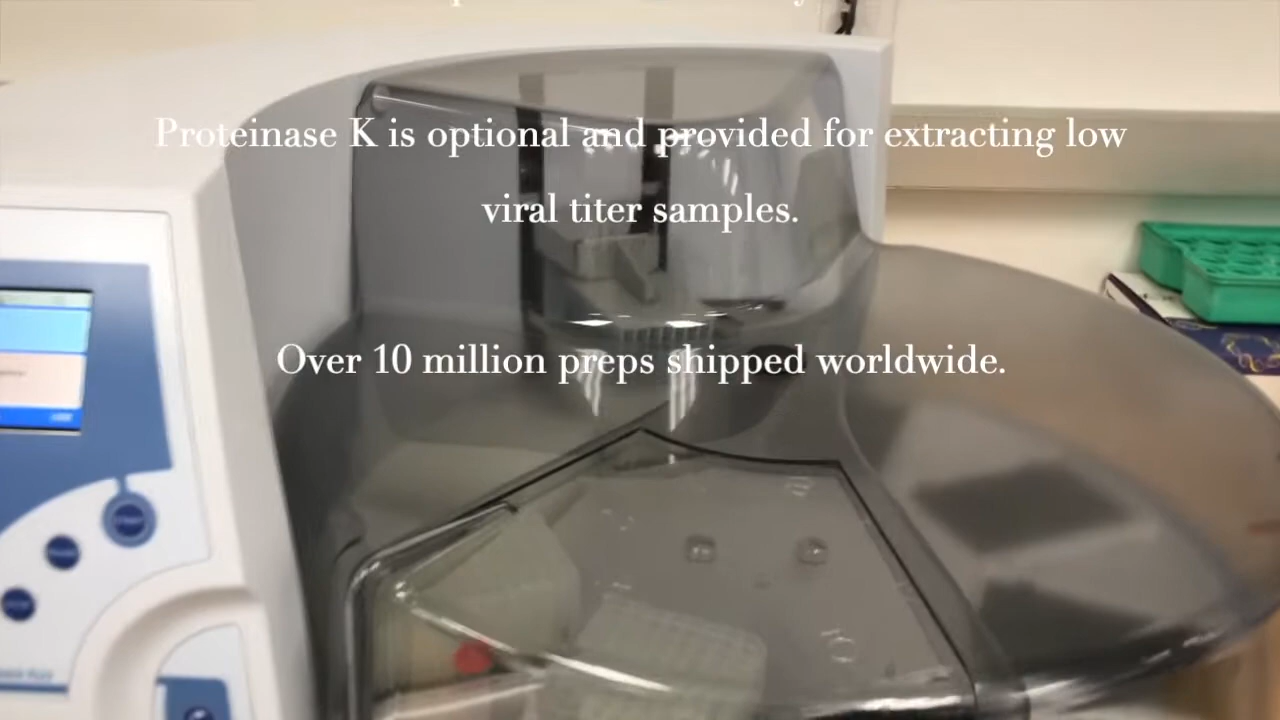 Proteinase K is optional and provided for extracting low
viral titer samples.
Over 10 million preps shipped worldwide.